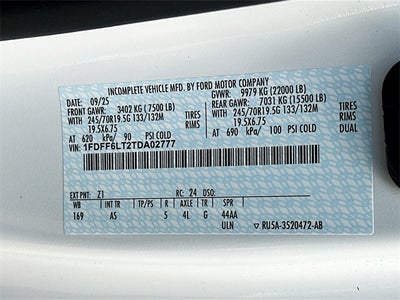 INCOMPLETE VEHICLE MFD. BY FORD MOTOR COMPANY
DATE: 09/25 GVWR: 9979 KG (22000 LB)
FRONT GAWR: 3402 KG (7500 LB) REAR GAWR: 7031 KG (15500 LB)
245/70R19.5G 133/132M TIRES 245/70R19.5G 133/132M TIRES
19.5X6.75 RIMS 19.5X6.75 RIMS
AT 620 kPa/ 90 PSI COLD AT 690 kPa/ 100 PSI COLD
VIN: 1FDFF6LT2TDA02777
EXT PNT: Z1 RC: 24 DSO:
WB INT TR TP/PS R AXLE TR SPR
169 AS 5 4L G 44AA
ULN RU5A-3520472-AB